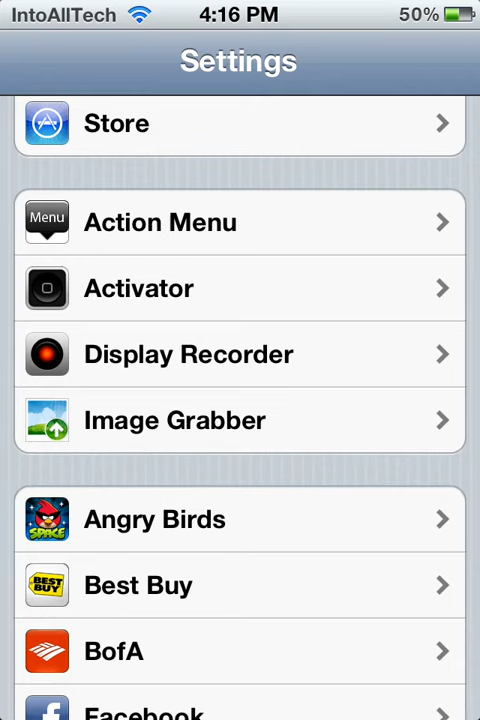 IntoAllTech 4:16 PM 50%
Settings
Store
Menu
Action Menu
Activator
Display Recorder
Image Grabber
SPACE
Angry Birds
BEST BUY
Best Buy
BofA
Facebook